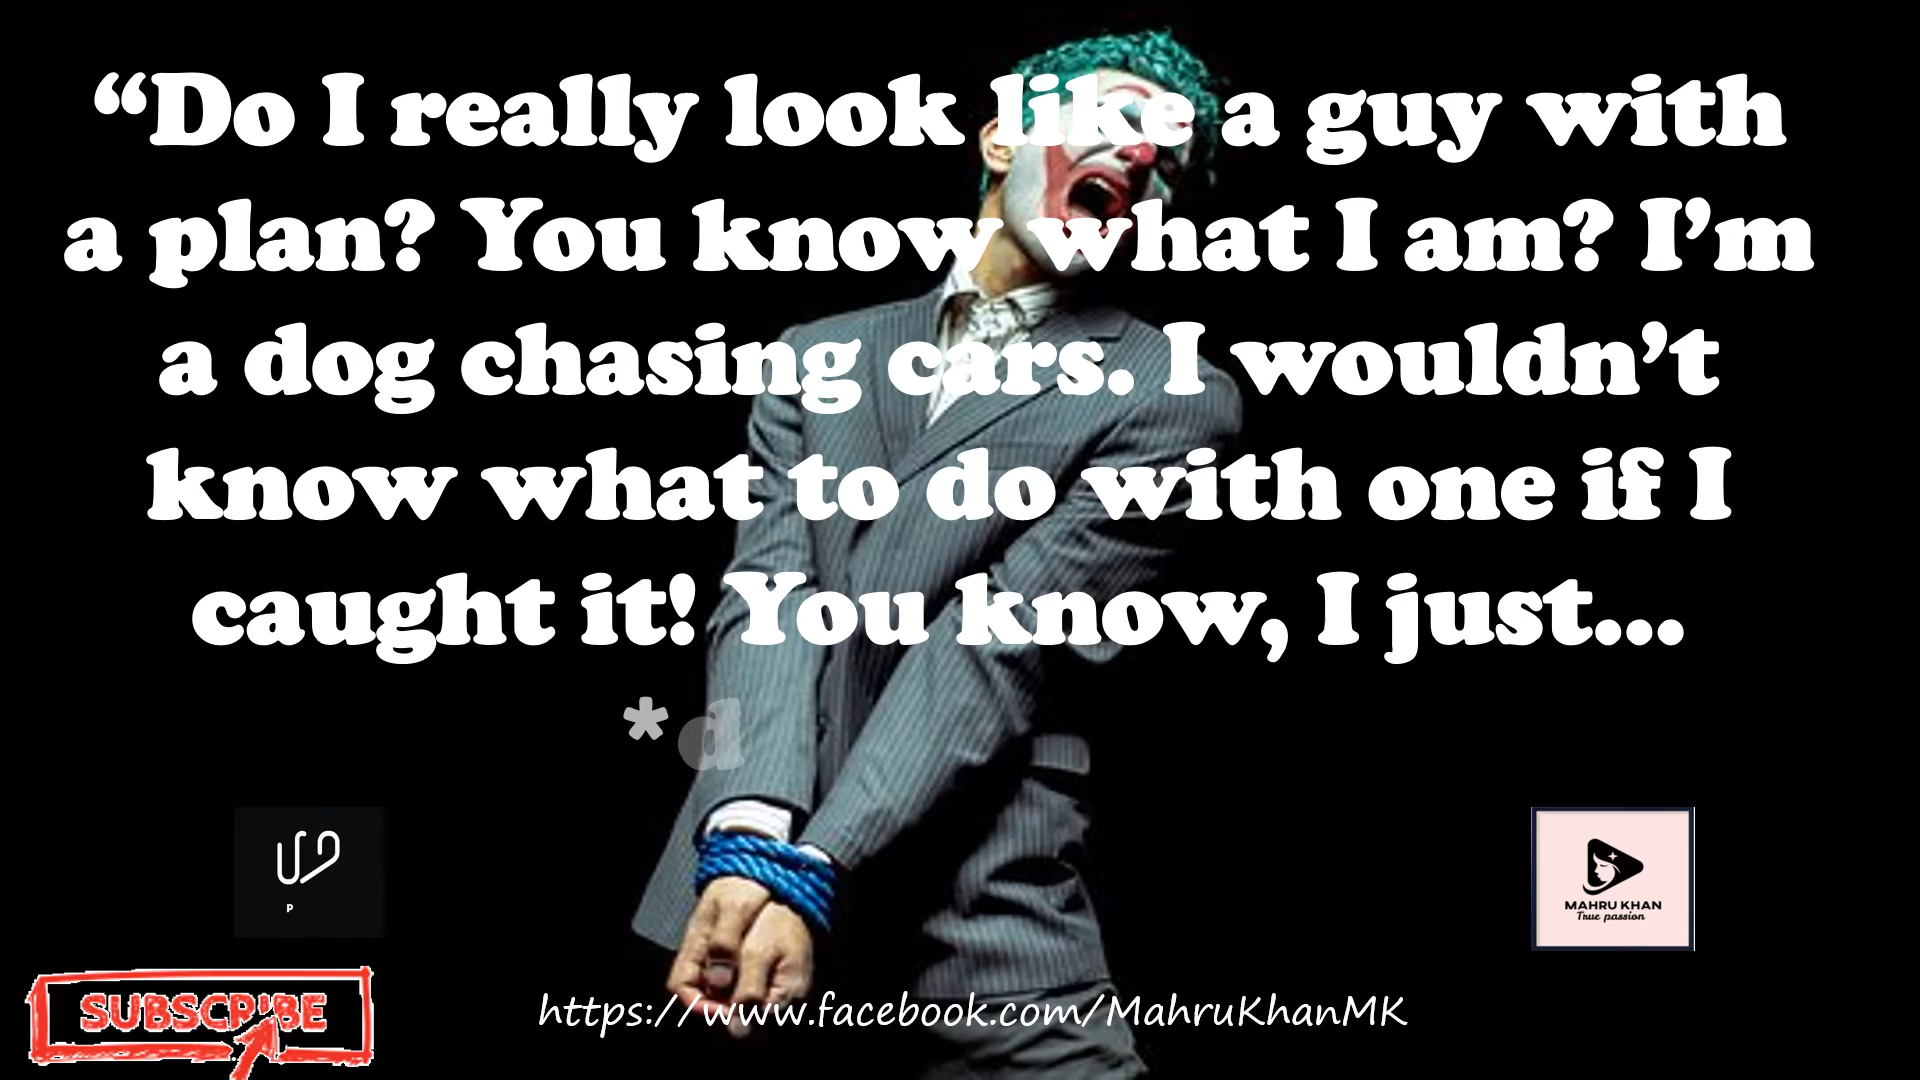 “Do I really look like a guy with
a plan? You know what I am? I’m
a dog chasing cars. I wouldn’t
know what to do with one if I
caught it! You know, I just...
*d
P
MAHRU KHAN
True passion
SUBSCRIBE
https://www.facebook.com/MahruKhanMK